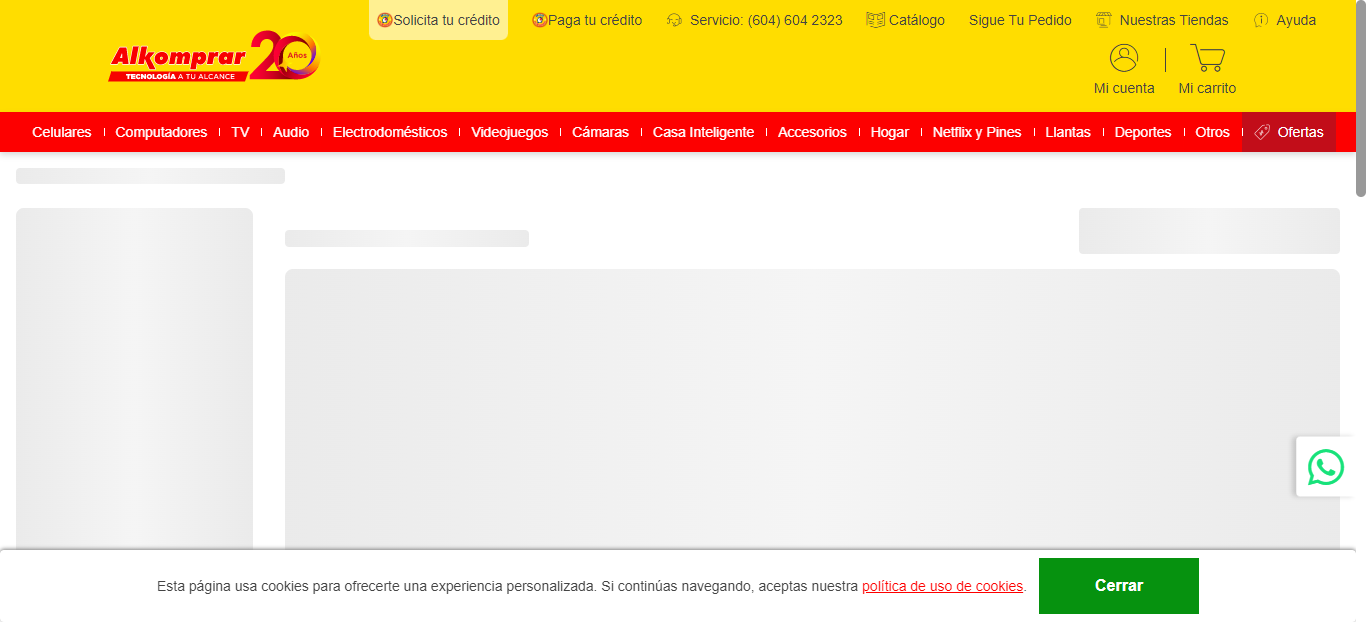 Solicita tu crédito
Paga tu crédito
Servicio: (604) 604 2323
Catálogo
Sigue Tu Pedido
Nuestras Tiendas
Ayuda
Alkomprar 20 Años
TECNOLOGÍA A TU ALCANCE
Mi cuenta
Mi carrito
Celulares
Computadores
TV
Audio
Electrodomésticos
Videojuegos
Cámaras
Casa Inteligente
Accesorios
Hogar
Netflix y Pines
Llantas
Deportes
Otros
Ofertas
Esta página usa cookies para ofrecerte una experiencia personalizada. Si continúas navegando, aceptas nuestra política de uso de cookies.
Cerrar